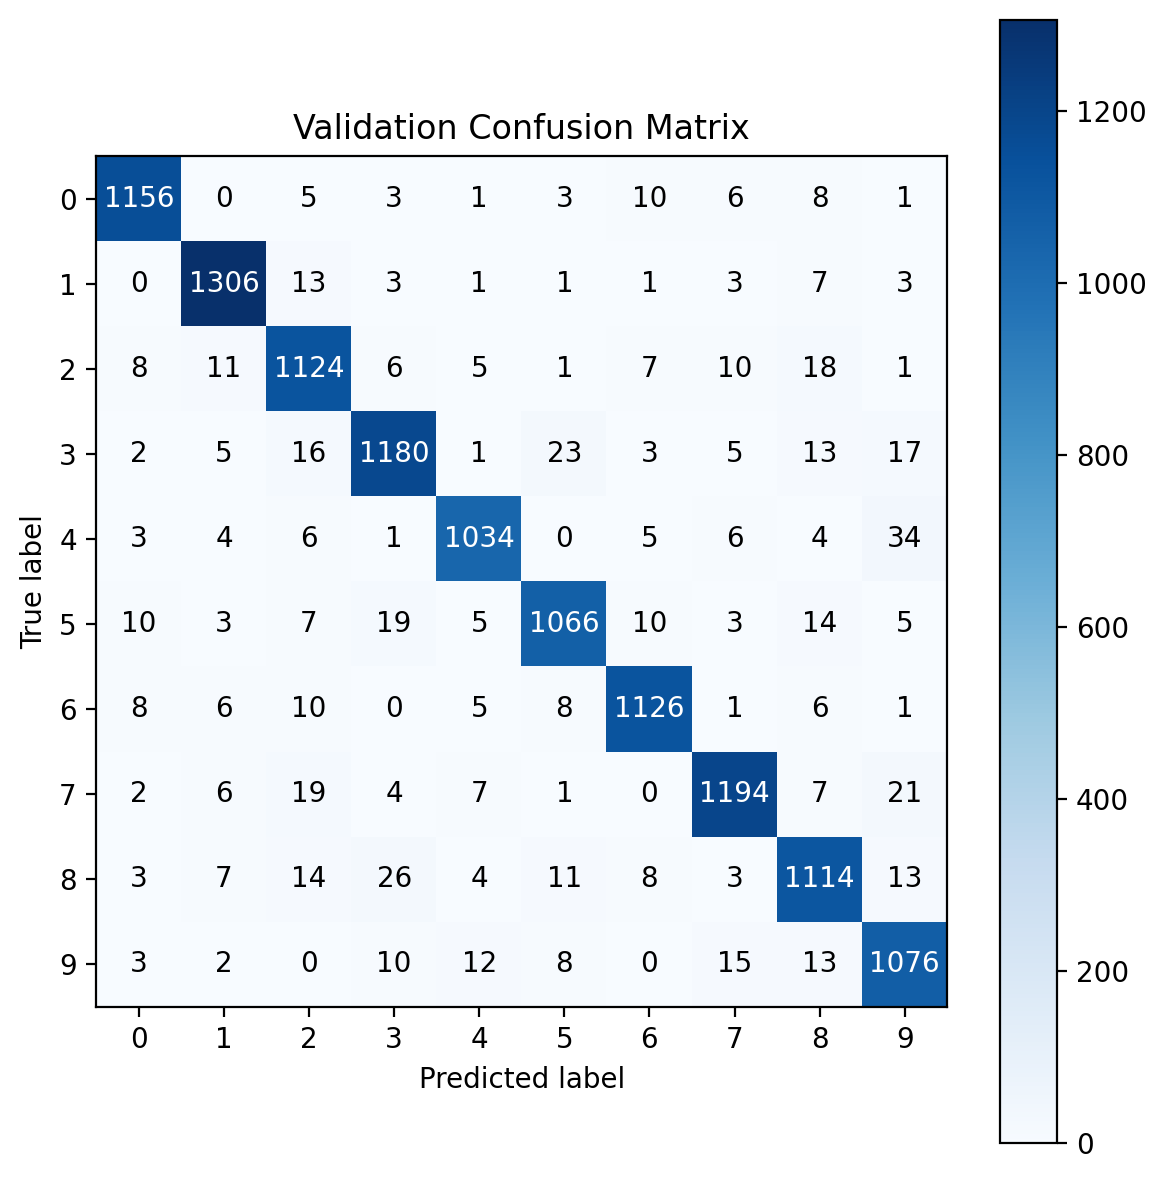 Validation Confusion Matrix
0 1156 0 5 3 1 3 10 6 8 1
1 0 1306 13 3 1 1 1 3 7 3
2 8 11 1124 6 5 1 7 10 18 1
3 2 5 16 1180 1 23 3 5 13 17
4 3 4 6 1 1034 0 5 6 4 34
5 10 3 7 19 5 1066 10 3 14 5
6 8 6 10 0 5 8 1126 1 6 1
7 2 6 19 4 7 1 0 1194 7 21
8 3 7 14 26 4 11 8 3 1114 13
9 3 2 0 10 12 8 0 15 13 1076
0 1 2 3 4 5 6 7 8 9
Predicted label
True label
1200
1000
800
600
400
200
0